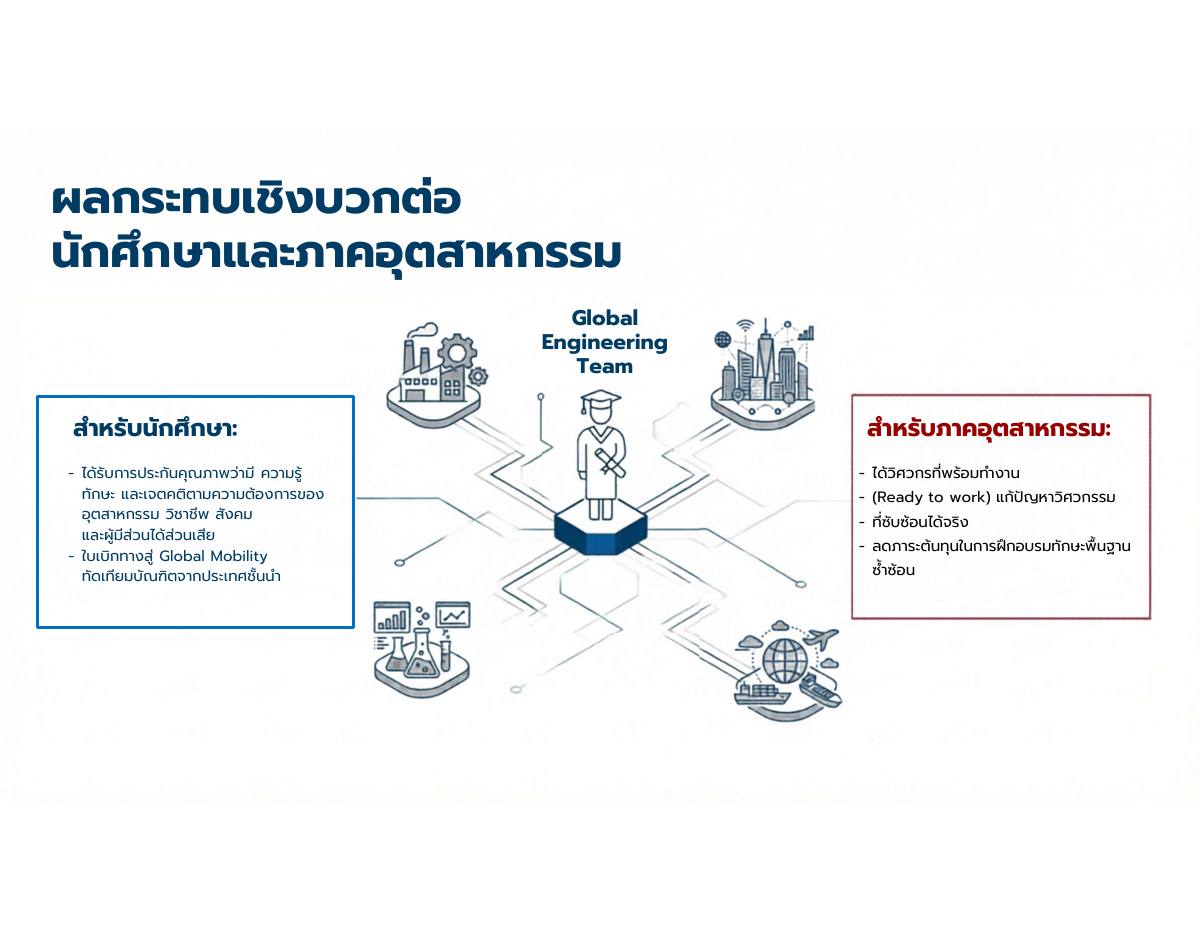 ผลกระทบเชิงบวกต่อ
นักศึกษาและภาคอุตสาหกรรม
Global
Engineering
Team
สำหรับนักศึกษา:
- ได้รับการประกันคุณภาพว่ามี ความรู้
ทักษะ และเจตคติตามความต้องการของ
อุตสาหกรรม วิชาชีพ สังคม
และผู้มีส่วนได้ส่วนเสีย
- ใบเบิกทางสู่ Global Mobility
ทัดเทียมบัณฑิตจากประเทศชั้นนำ
สำหรับภาคอุตสาหกรรม:
- ได้วิศวกรที่พร้อมทำงาน
- (Ready to work) แก้ปัญหาวิศวกรรม
- ที่ซับซ้อนได้จริง
- ลดภาระต้นทุนในการฝึกอบรมทักษะพื้นฐาน
ซ้ำซ้อน